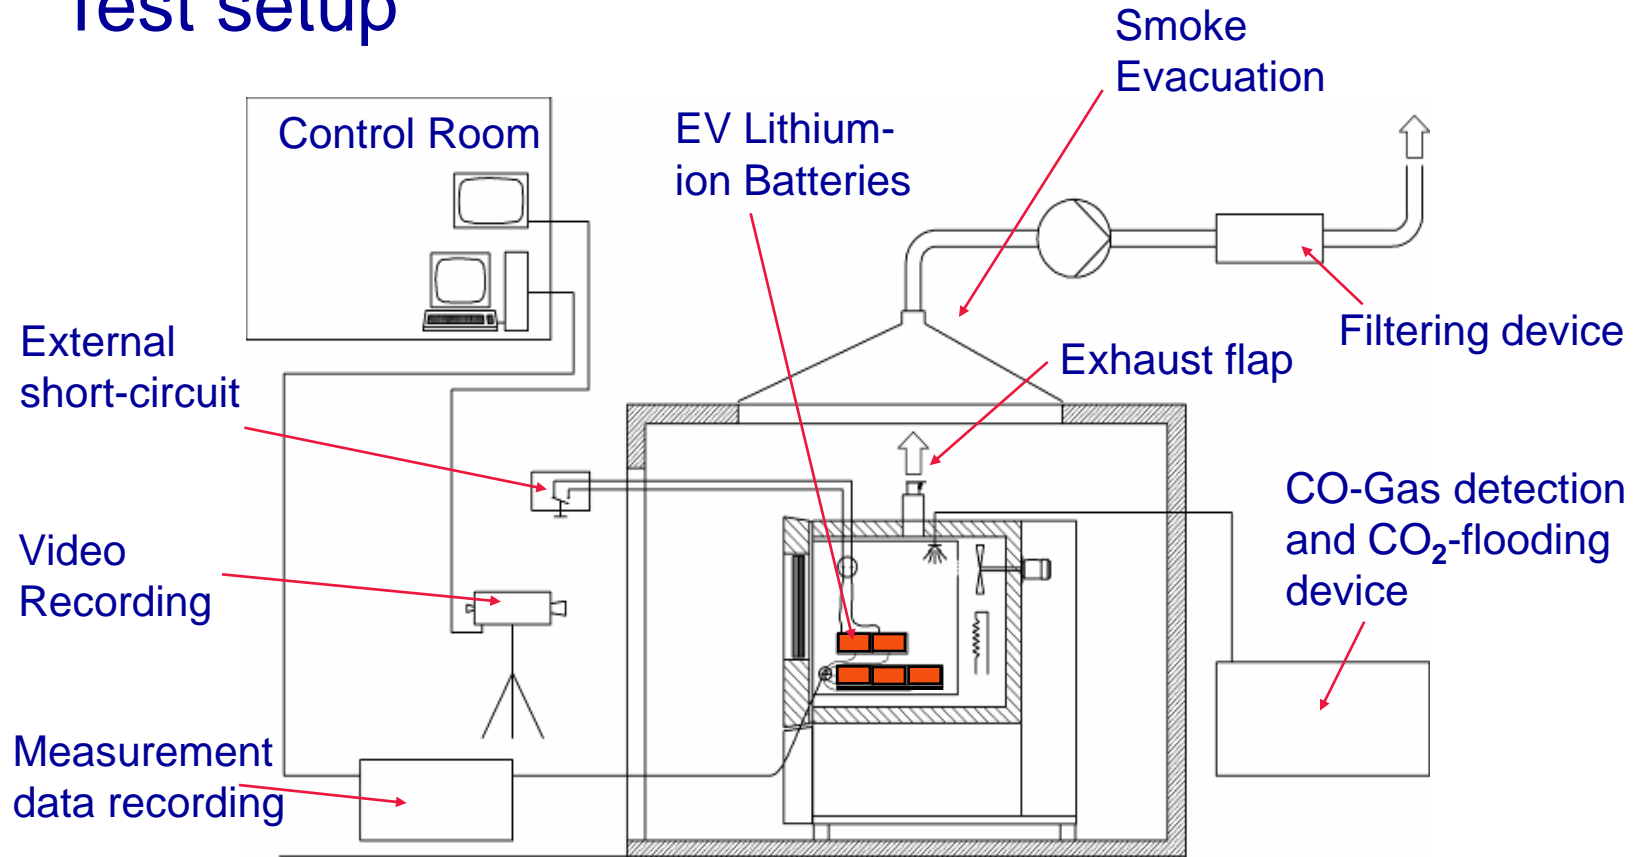 Test setup
Smoke
Evacuation
Control Room
EV Lithium-
ion Batteries
Filtering device
External
short-circuit
Exhaust flap
CO-Gas detection
and CO₂-flooding
device
Video
Recording
Measurement
data recording